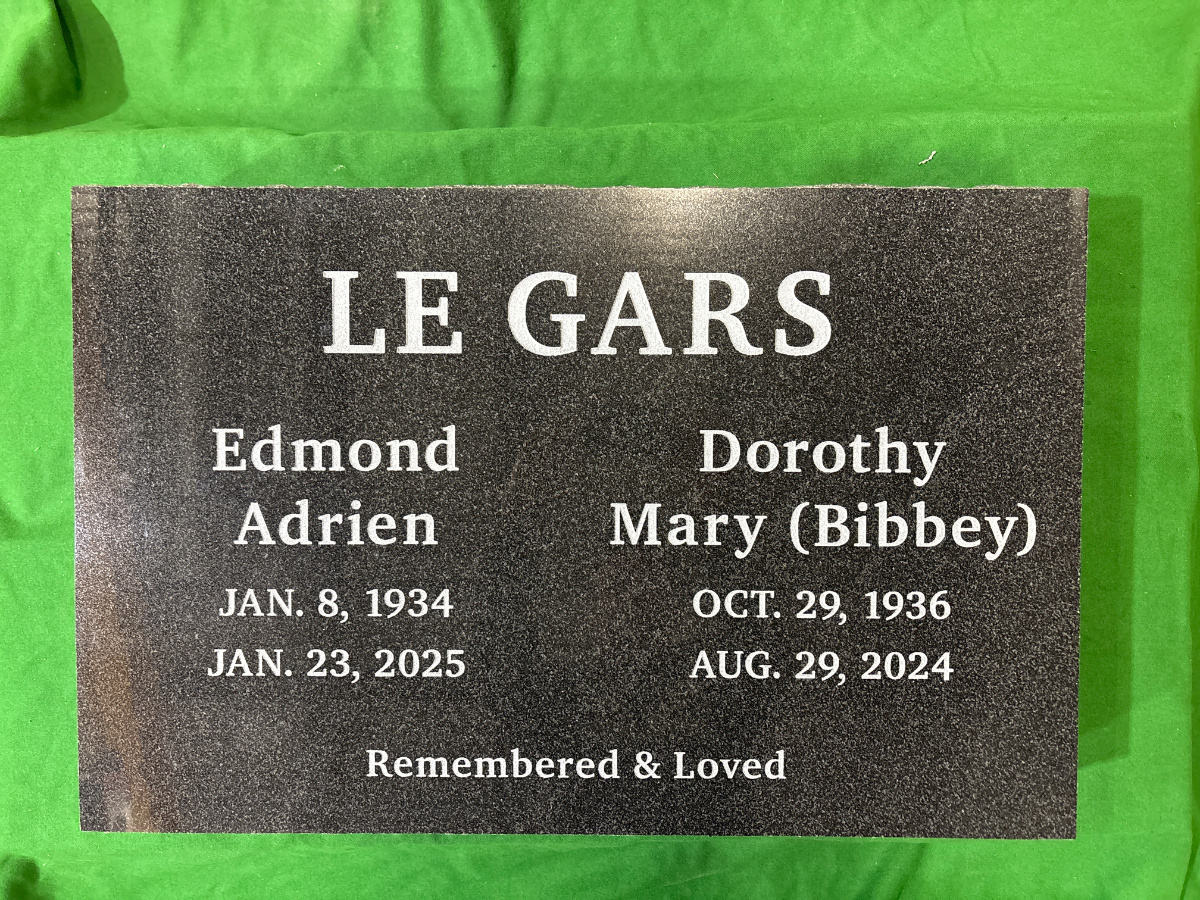 LE GARS
Edmond
Adrien
JAN. 8, 1934
JAN. 23, 2025
Dorothy
Mary (Bibbey)
OCT. 29, 1936
AUG. 29, 2024
Remembered & Loved